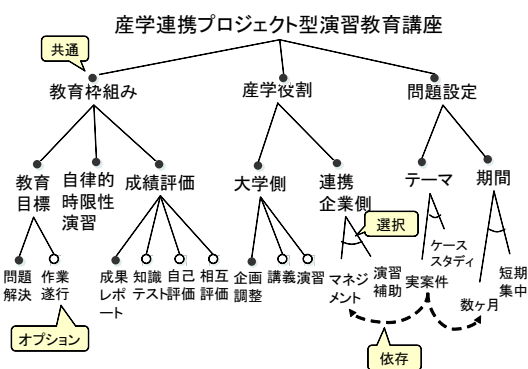 産学連携プロジェクト型演習教育講座
共通
教育枠組み
産学役割
問題設定
教育
目標
自律的
時限性
演習
成績評価
大学側
連携
企業側
テーマ
期間
選択
問題
解決
作業
遂行
成果
レポ
ート
知識
テスト
自己
評価
相互
評価
企画
調整
講義
演習
マネジ
メント
演習
補助
ケース
スタディ
実案件
数ヶ月
短期
集中
オプション
依存